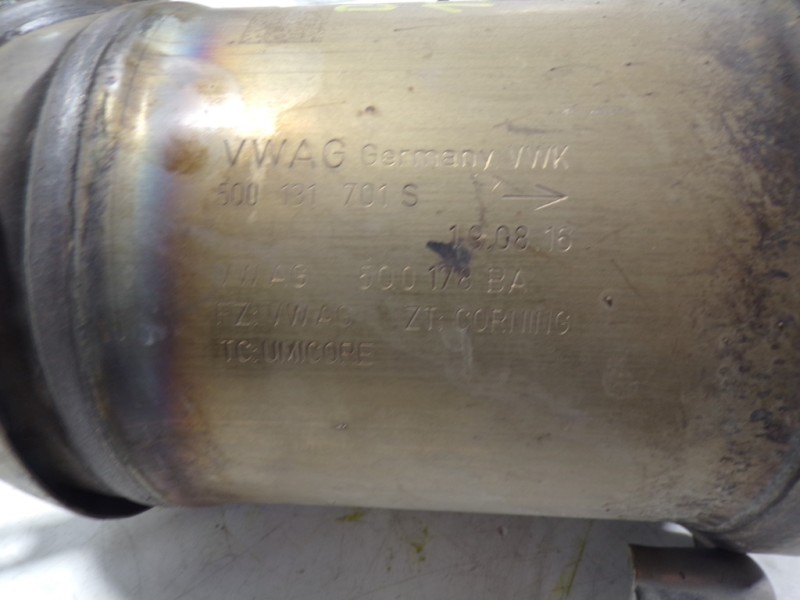 VWAG Germany VWK
5Q0 131 701 S
19.08.16
VWAG 5Q0 178 BA
FZ: VWAG ZT: CORNING
TC: UMICORE